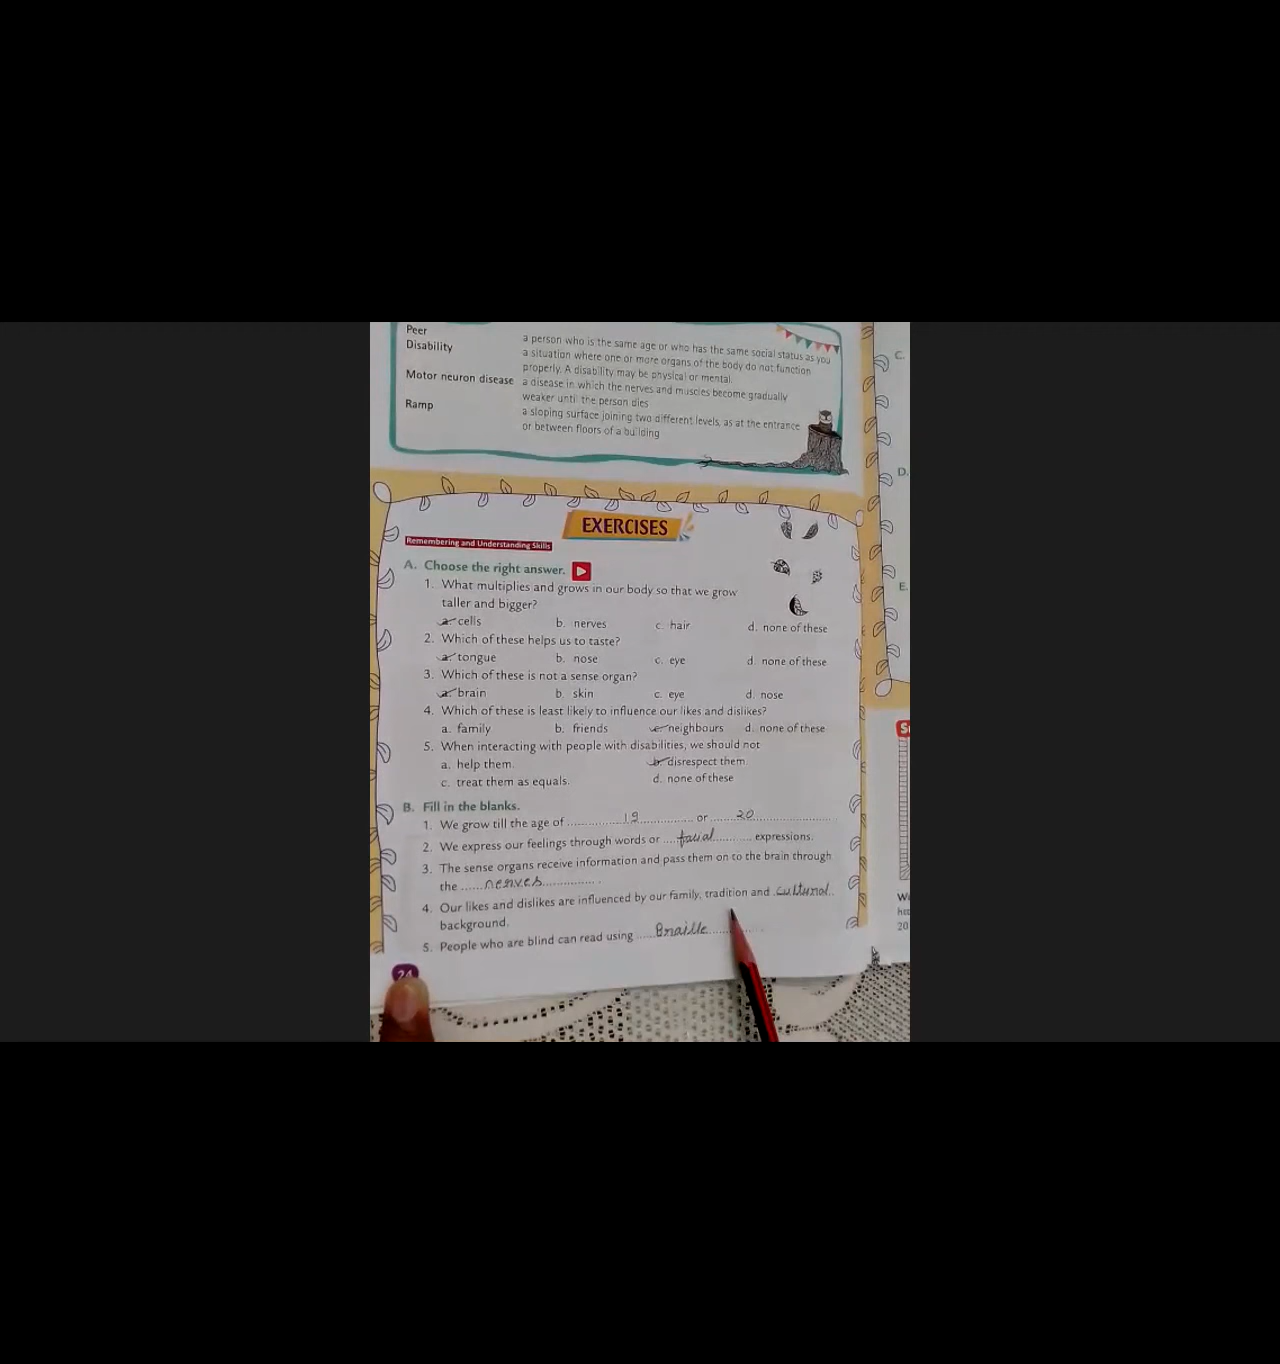 Peer a person who is the same age or who has the same social status as you
Disability a situation where one or more organs of the body do not function
properly. A disability may be physical or mental.
Motor neuron disease a disease in which the nerves and muscles become gradually
weaker until the person dies
Ramp a sloping surface joining two different levels, as at the entrance
or between floors of a building
EXERCISES
Remembering and Understanding Skills
A. Choose the right answer.
1. What multiplies and grows in our body so that we grow
taller and bigger?
a. cells b. nerves c. hair d. none of these
2. Which of these helps us to taste?
a. tongue b. nose c. eye d. none of these
3. Which of these is not a sense organ?
a. brain b. skin c. eye d. nose
4. Which of these is least likely to influence our likes and dislikes?
a. family b. friends c. neighbours d. none of these
5. When interacting with people with disabilities, we should not
a. help them. b. disrespect them
c. treat them as equals. d. none of these
B. Fill in the blanks.
1. We grow till the age of 19 or 20
2. We express our feelings through words or facial expressions.
3. The sense organs receive information and pass them on to the brain through
the nerves.
4. Our likes and dislikes are influenced by our family, tradition and cultural
background.
5. People who are blind can read using Braille
24
C.
D.
E.
20